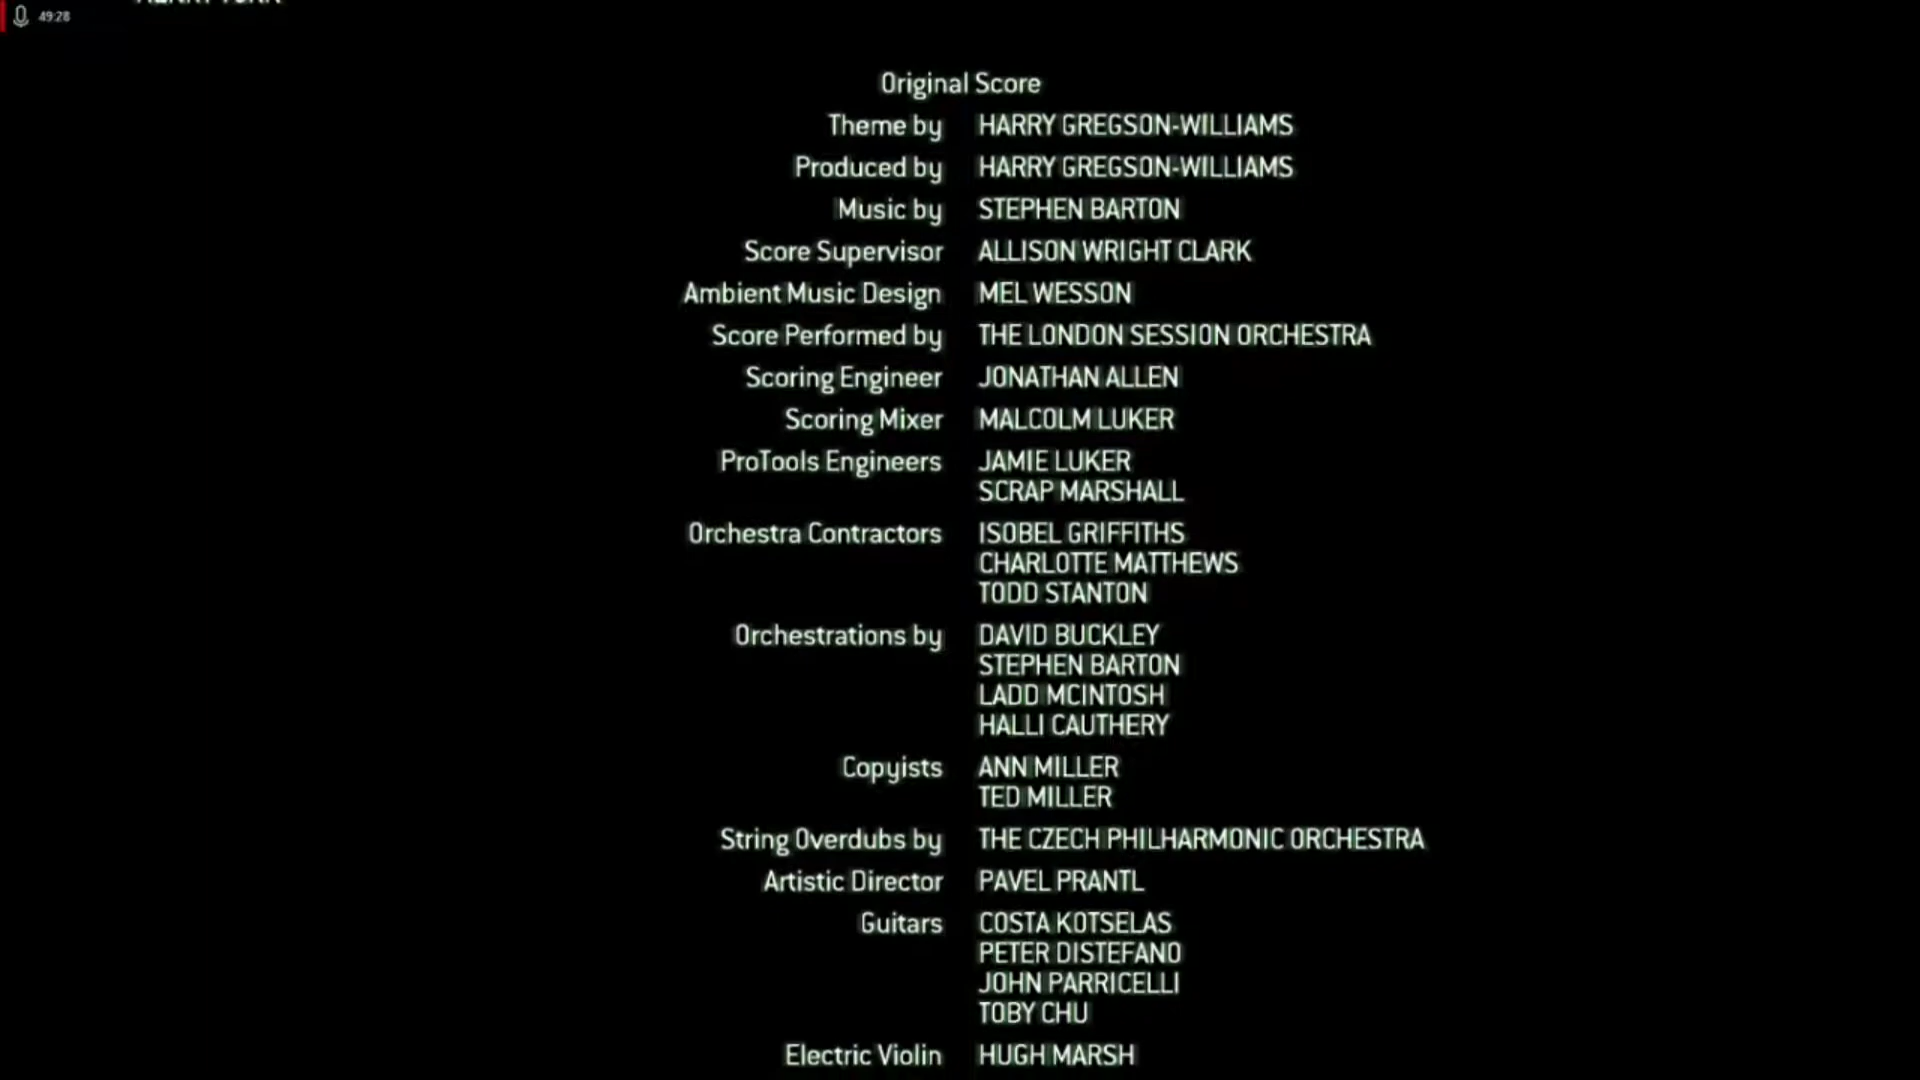 49:28
Original Score
Theme by HARRY GREGSON-WILLIAMS
Produced by HARRY GREGSON-WILLIAMS
Music by STEPHEN BARTON
Score Supervisor ALLISON WRIGHT CLARK
Ambient Music Design MEL WESSON
Score Performed by THE LONDON SESSION ORCHESTRA
Scoring Engineer JONATHAN ALLEN
Scoring Mixer MALCOLM LUKER
ProTools Engineers JAMIE LUKER
SCRAP MARSHALL
Orchestra Contractors ISOBEL GRIFFITHS
CHARLOTTE MATTHEWS
TODD STANTON
Orchestrations by DAVID BUCKLEY
STEPHEN BARTON
LADD MCINTOSH
HALLI CAUTHERY
Copyists ANN MILLER
TED MILLER
String Overdubs by THE CZECH PHILHARMONIC ORCHESTRA
Artistic Director PAVEL PRANTL
Guitars COSTA KOTSELAS
PETER DISTEFANO
JOHN PARRICELLI
TOBY CHU
Electric Violin HUGH MARSH